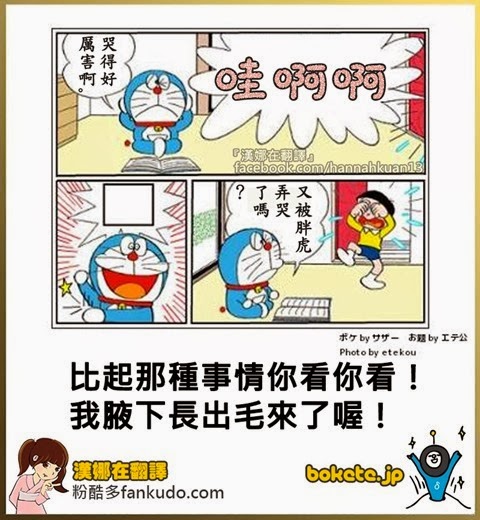 哇啊啊
哭得好
厲害啊。
『漢娜在翻譯』
facebook.com/hannahkuan13
又被胖虎
弄哭
了嗎
?
ボケ by サザー　お題 by エテ公
Photo by etekou
比起那種事情你看你看！
我腋下長出毛來了喔！
漢娜在翻譯
粉酷多fankudo.com
bokete.jp